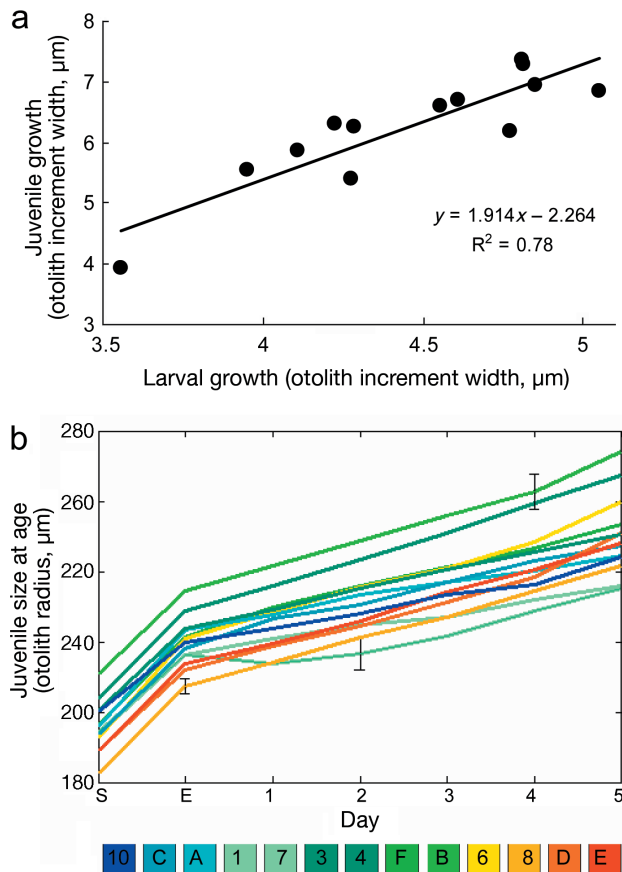 a
8
7
6
5
4
3
3.5
4
4.5
5
Juvenile growth
(otolith increment width, µm)
y = 1.914x – 2.264
R² = 0.78
Larval growth (otolith increment width, µm)
b
280
260
220
240
200
180
Juvenile size at age
(otolith radius, µm)
S E 1 2 3 4 5
Day
10 C A 1 7 3 4 F B 6 8 D E